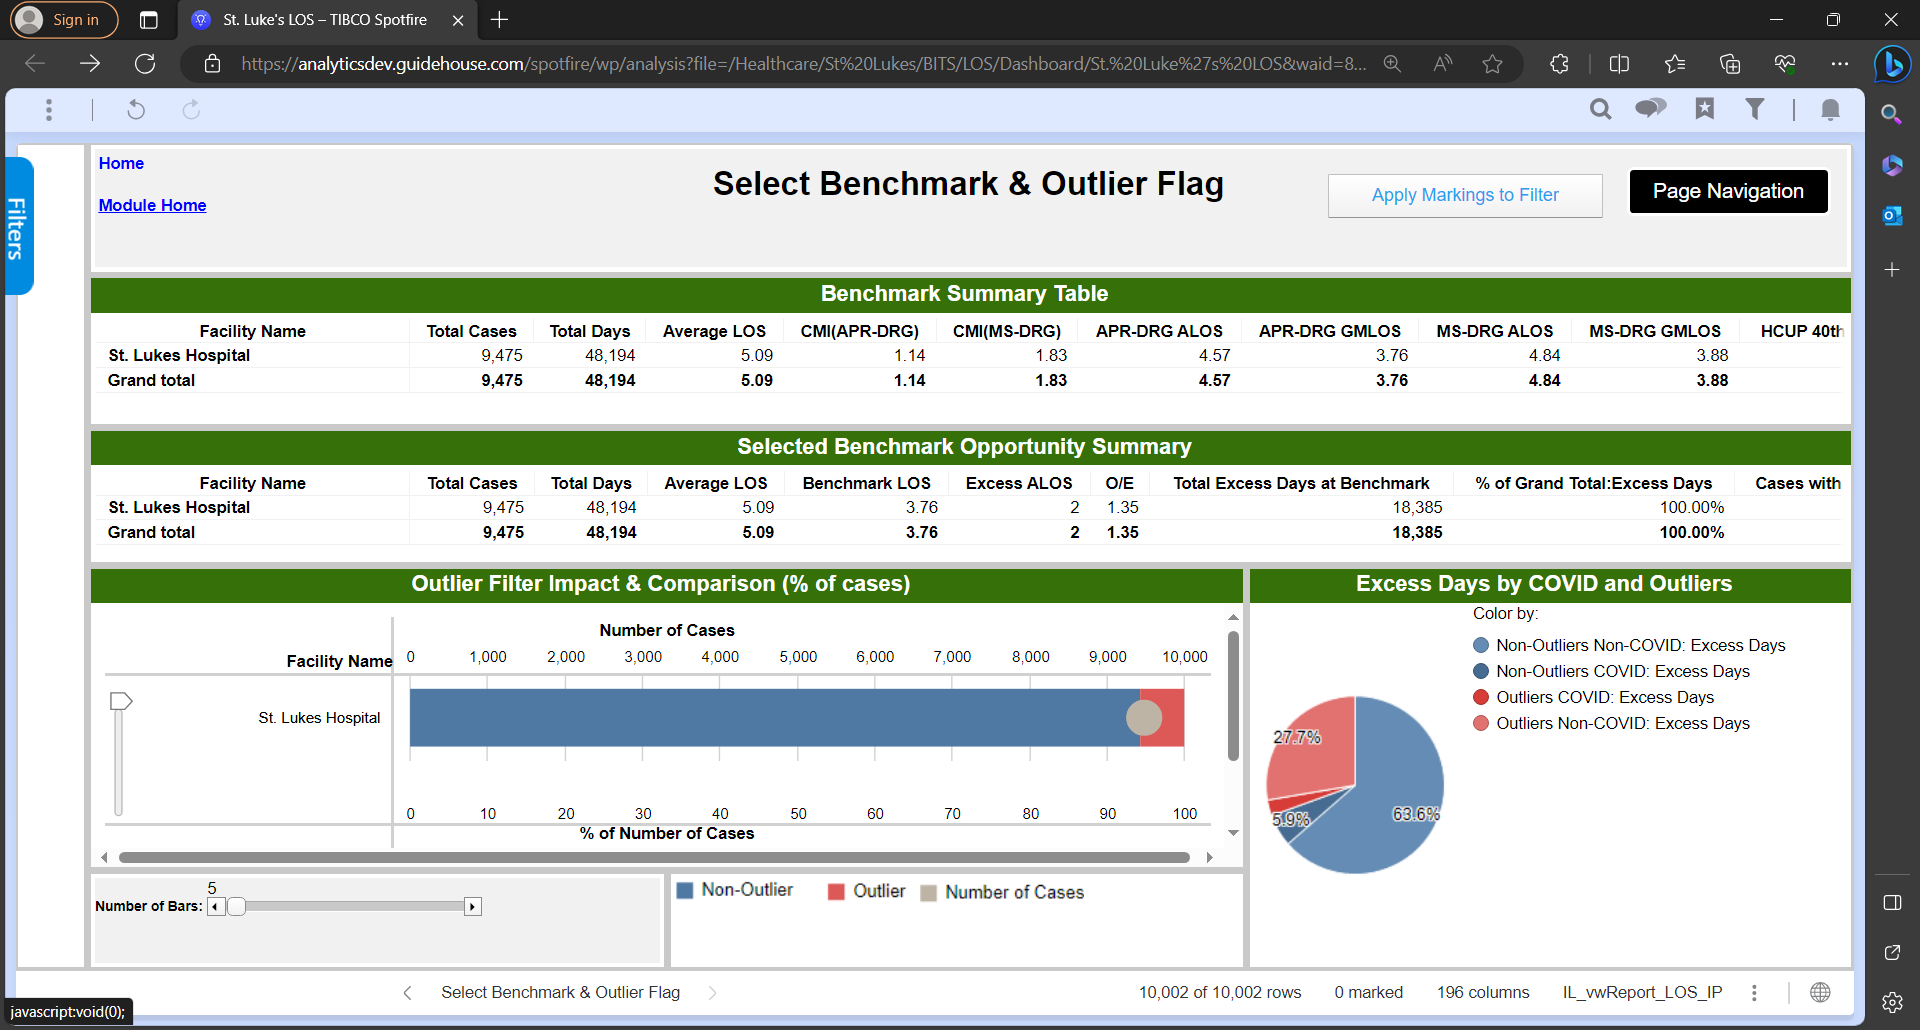 Sign in
St. Luke's LOS – TIBCO Spotfire
https://analyticsdev.guidehouse.com/spotfire/wp/analysis?file=/Healthcare/St%20Lukes/BITS/LOS/Dashboard/St.%20Luke%27s%20LOS&waid=8...
Home
Module Home
Select Benchmark & Outlier Flag
Apply Markings to Filter
Page Navigation
Filters
Benchmark Summary Table
Facility Name Total Cases Total Days Average LOS CMI(APR-DRG) CMI(MS-DRG) APR-DRG ALOS APR-DRG GMLOS MS-DRG ALOS MS-DRG GMLOS HCUP 40th
St. Lukes Hospital 9,475 48,194 5.09 1.14 1.83 4.57 3.76 4.84 3.88
Grand total 9,475 48,194 5.09 1.14 1.83 4.57 3.76 4.84 3.88
Selected Benchmark Opportunity Summary
Facility Name Total Cases Total Days Average LOS Benchmark LOS Excess ALOS O/E Total Excess Days at Benchmark % of Grand Total:Excess Days Cases with
St. Lukes Hospital 9,475 48,194 5.09 3.76 2 1.35 18,385 100.00%
Grand total 9,475 48,194 5.09 3.76 2 1.35 18,385 100.00%
Outlier Filter Impact & Comparison (% of cases)
Number of Cases
Facility Name 0 1,000 2,000 3,000 4,000 5,000 6,000 7,000 8,000 9,000 10,000
St. Lukes Hospital
0 10 20 30 40 50 60 70 80 90 100
% of Number of Cases
Number of Bars: 5
Non-Outlier Outlier Number of Cases
Excess Days by COVID and Outliers
Color by:
Non-Outliers Non-COVID: Excess Days
Non-Outliers COVID: Excess Days
Outliers COVID: Excess Days
Outliers Non-COVID: Excess Days
27.7%
5.9%
63.6%
Select Benchmark & Outlier Flag
10,002 of 10,002 rows 0 marked 196 columns IL_vwReport_LOS_IP
javascript:void(0);